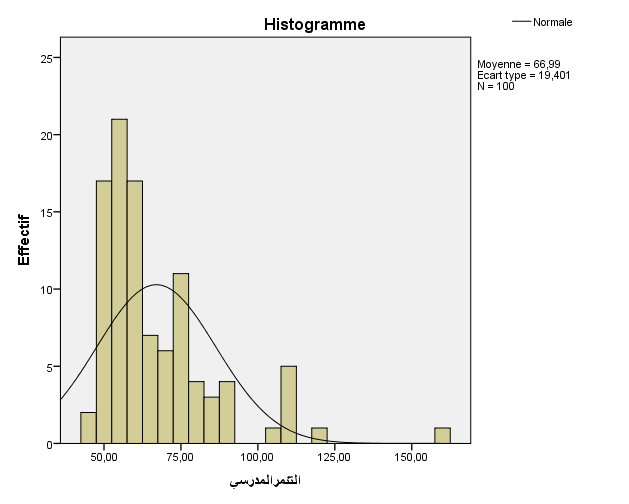 Histogramme
Normale
Moyenne = 66,99
Ecart type = 19,401
N = 100
Effectif
25
20
15
10
5
0
50,00
75,00
100,00
125,00
150,00
التنمرالمدرسي